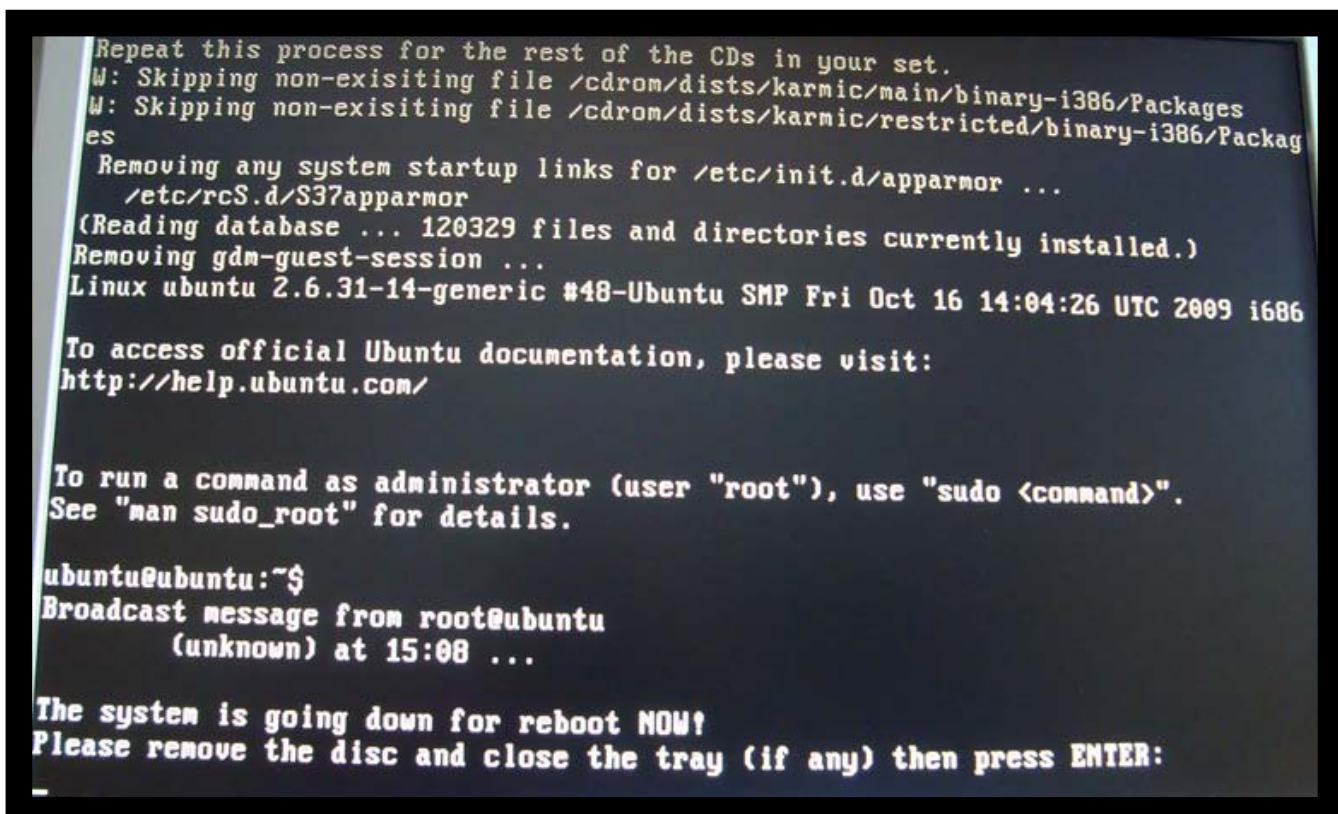 Repeat this process for the rest of the CDs in your set.
W: Skipping non-exisiting file /cdrom/dists/karmic/main/binary-i386/Packages
W: Skipping non-exisiting file /cdrom/dists/karmic/restricted/binary-i386/Packag
es
Removing any system startup links for /etc/init.d/apparmor ...
/etc/rcS.d/S37apparmor
(Reading database ... 120329 files and directories currently installed.)
Removing gdm-guest-session ...
Linux ubuntu 2.6.31-14-generic #48-Ubuntu SMP Fri Oct 16 14:04:26 UTC 2009 i686
To access official Ubuntu documentation, please visit:
http://help.ubuntu.com/
To run a command as administrator (user "root"), use "sudo <command>".
See "man sudo_root" for details.
ubuntu@ubuntu:~$
Broadcast message from root@ubuntu
(unknown) at 15:08 ...
The system is going down for reboot NOW!
Please remove the disc and close the tray (if any) then press ENTER: